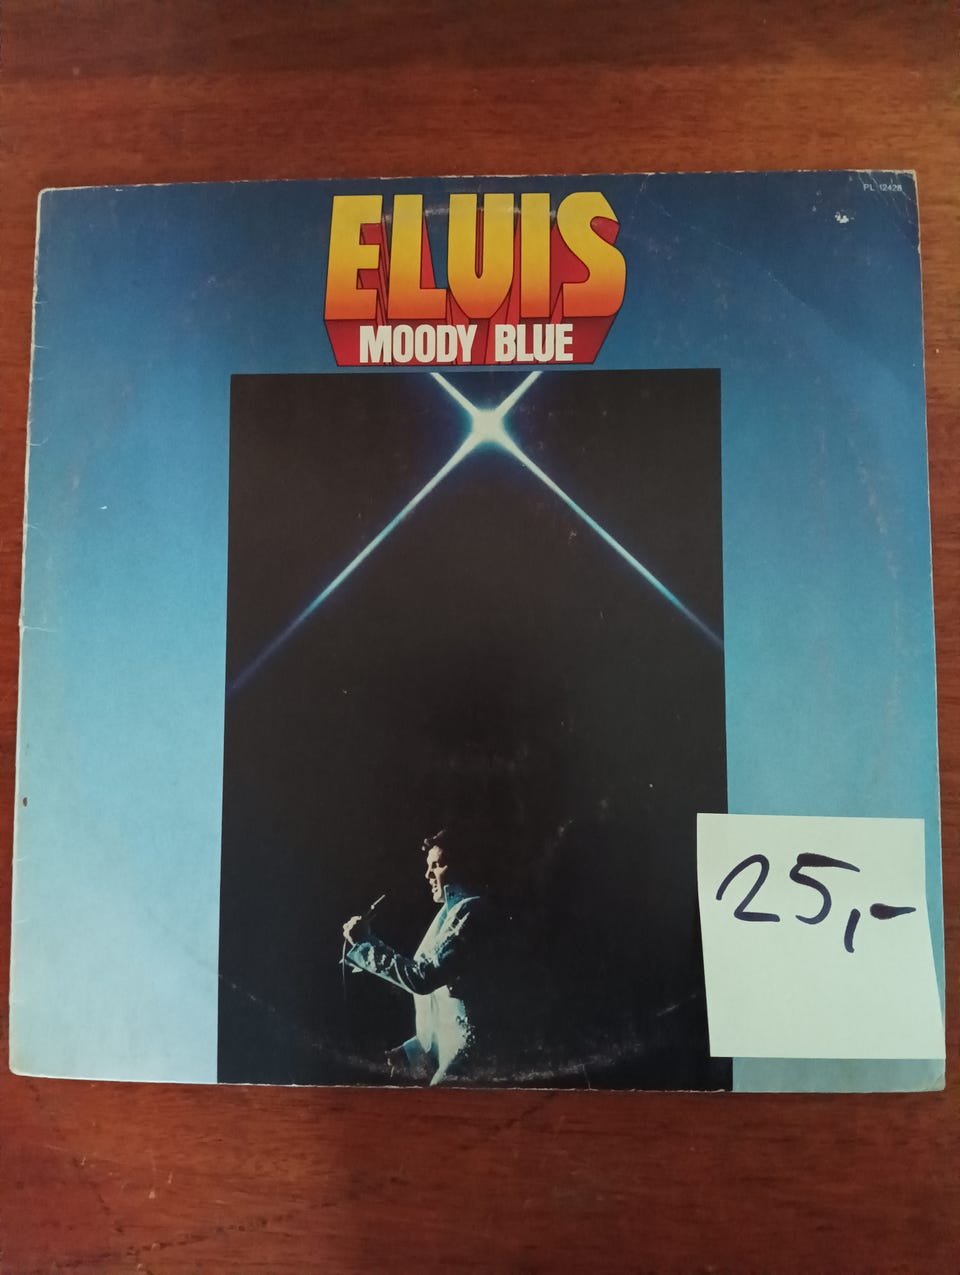 PL 12428
ELVIS
MOODY BLUE
25,-